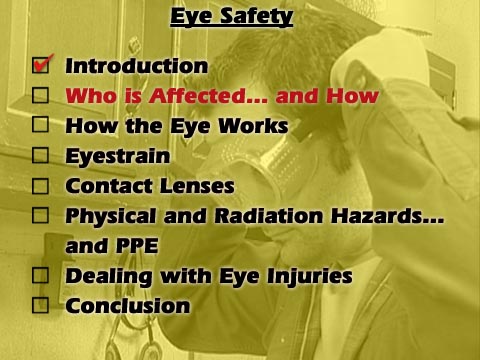 Eye Safety
Introduction
Who is Affected... and How
How the Eye Works
Eyestrain
Contact Lenses
Physical and Radiation Hazards...
and PPE
Dealing with Eye Injuries
Conclusion